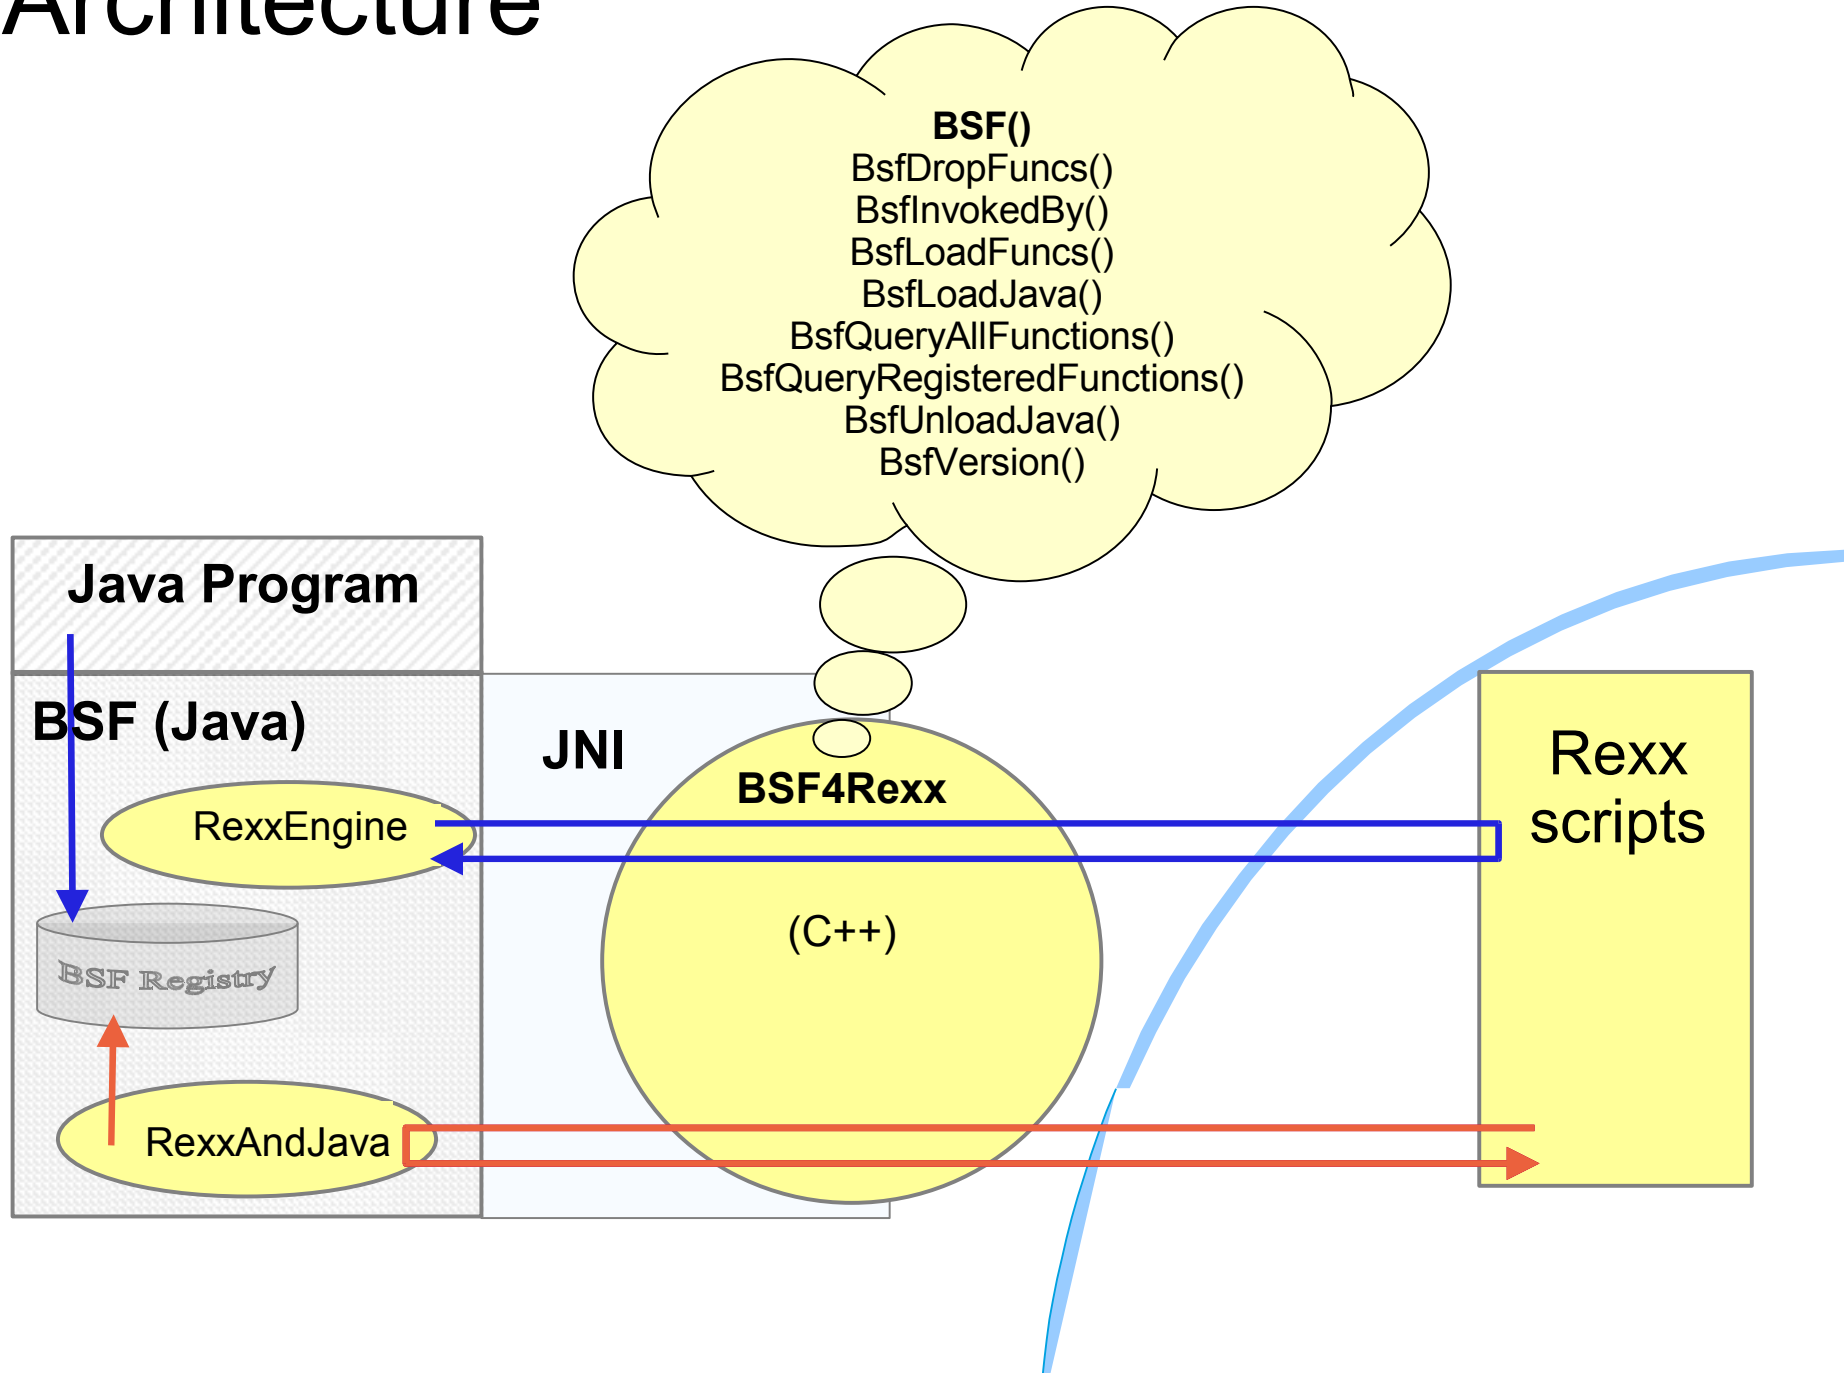 Architecture
BSF()
BsfDropFuncs()
BsfInvokedBy()
BsfLoadFuncs()
BsfLoadJava()
BsfQueryAllFunctions()
BsfQueryRegisteredFunctions()
BsfUnloadJava()
BsfVersion()
Java Program
BSF (Java)
JNI
BSF4Rexx
Rexx
scripts
RexxEngine
(C++)
BSF Registry
RexxAndJava